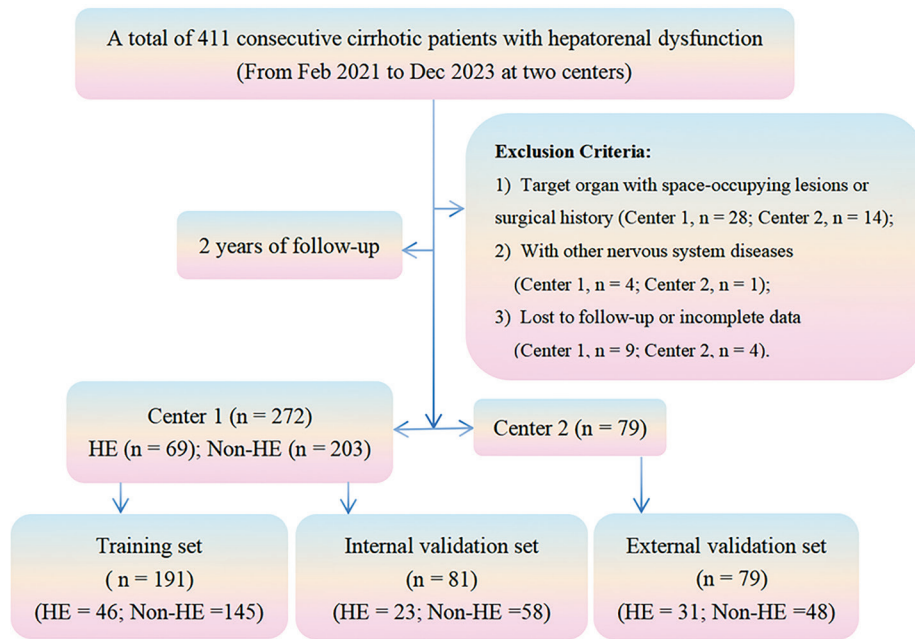 A total of 411 consecutive cirrhotic patients with hepatorenal dysfunction
(From Feb 2021 to Dec 2023 at two centers)
Exclusion Criteria:
1) Target organ with space-occupying lesions or
surgical history (Center 1, n = 28; Center 2, n = 14);
2) With other nervous system diseases
(Center 1, n = 4; Center 2, n = 1);
3) Lost to follow-up or incomplete data
(Center 1, n = 9; Center 2, n = 4).
2 years of follow-up
Center 1 (n = 272)
HE (n = 69); Non-HE (n = 203)
Center 2 (n = 79)
Training set
( n = 191)
(HE = 46; Non-HE =145)
Internal validation set
(n = 81)
(HE = 23; Non-HE =58)
External validation set
(n = 79)
(HE = 31; Non-HE =48)